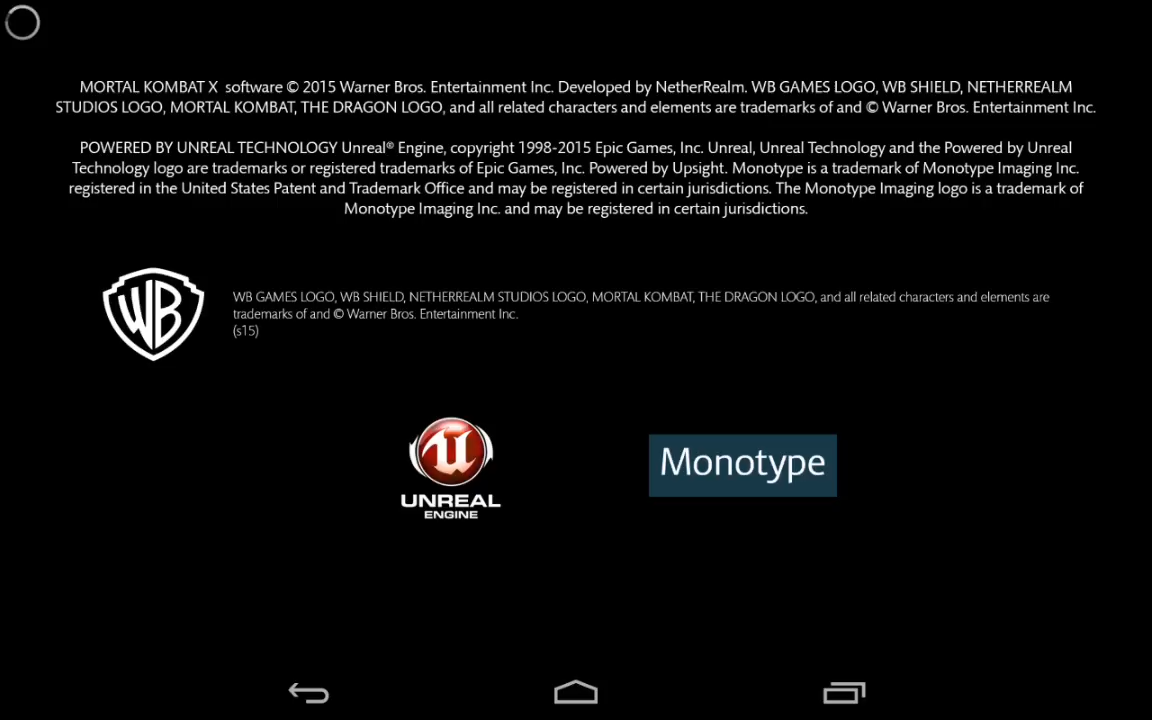 MORTAL KOMBAT X software © 2015 Warner Bros. Entertainment Inc. Developed by NetherRealm. WB GAMES LOGO, WB SHIELD, NETHERREALM
STUDIOS LOGO, MORTAL KOMBAT, THE DRAGON LOGO, and all related characters and elements are trademarks of and © Warner Bros. Entertainment Inc.
POWERED BY UNREAL TECHNOLOGY Unreal® Engine, copyright 1998-2015 Epic Games, Inc. Unreal, Unreal Technology and the Powered by Unreal
Technology logo are trademarks or registered trademarks of Epic Games, Inc. Powered by Upsight. Monotype is a trademark of Monotype Imaging Inc.
registered in the United States Patent and Trademark Office and may be registered in certain jurisdictions. The Monotype Imaging logo is a trademark of
Monotype Imaging Inc. and may be registered in certain jurisdictions.
WB
WB GAMES LOGO, WB SHIELD, NETHERREALM STUDIOS LOGO, MORTAL KOMBAT, THE DRAGON LOGO, and all related characters and elements are
trademarks of and © Warner Bros. Entertainment Inc.
(s15)
U
UNREAL
ENGINE
Monotype